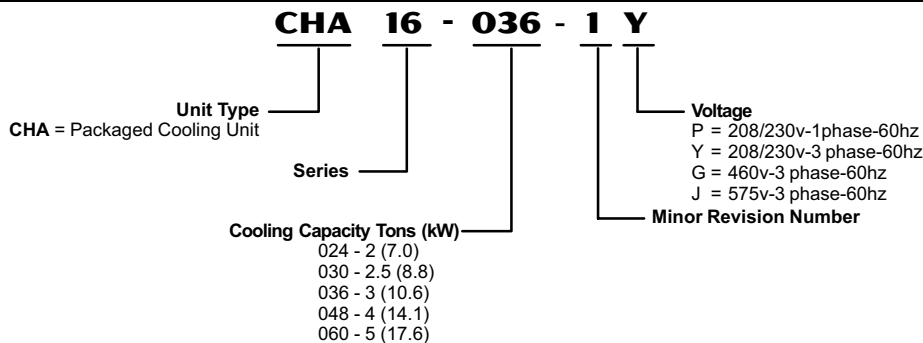 CHA 16 - 036 - 1 Y
Unit Type
CHA = Packaged Cooling Unit
Series
Cooling Capacity Tons (kW)
024 - 2 (7.0)
030 - 2.5 (8.8)
036 - 3 (10.6)
048 - 4 (14.1)
060 - 5 (17.6)
Voltage
P = 208/230v-1phase-60hz
Y = 208/230v-3 phase-60hz
G = 460v-3 phase-60hz
J = 575v-3 phase-60hz
Minor Revision Number